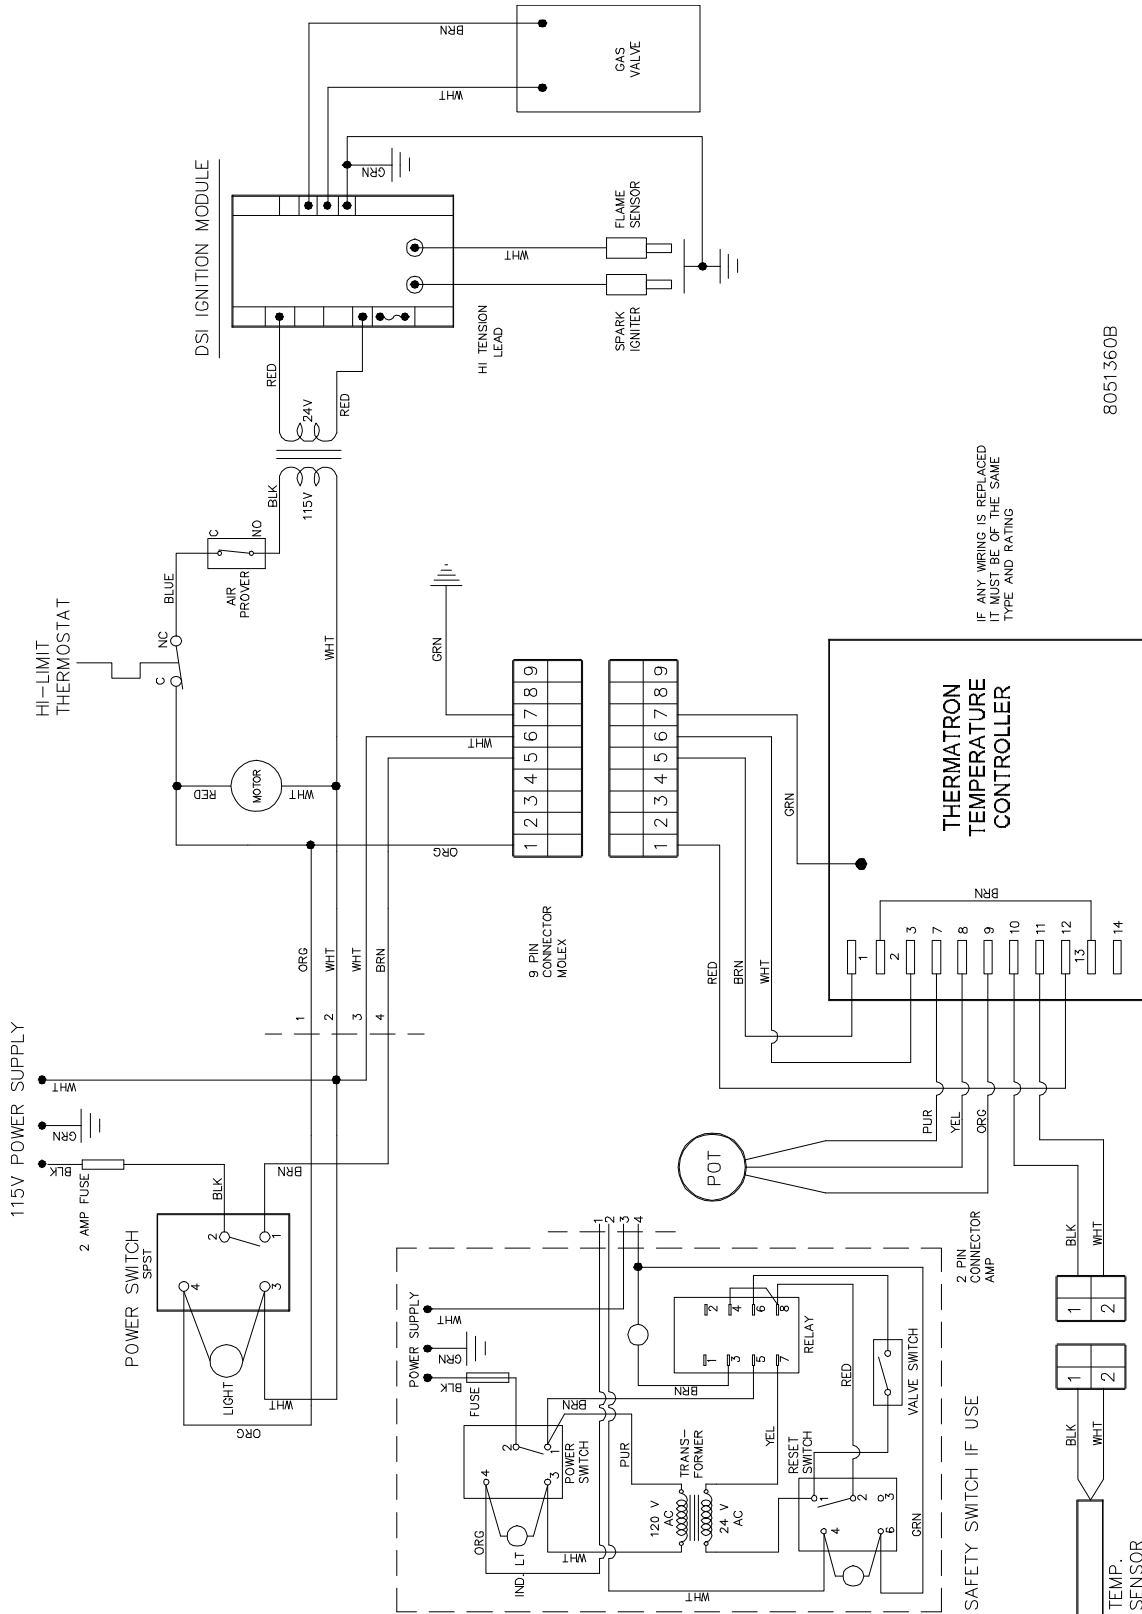 115V POWER SUPPLY
BLK
GRN
WHT
2 AMP FUSE
POWER SWITCH
SPST
BLK
BRN
1
2
3
4
LIGHT
ORG
WHT
1
2
3
4
ORG
WHT
WHT
BRN
HI-LIMIT
THERMOSTAT
C
NC
BLUE
AIR
PROVER
C
NO
BLK
RED
MOTOR
WHT
WHT
115V
24V
RED
RED
DSI IGNITION MODULE
HI TENSION
LEAD
WHT
SPARK
IGNITER
FLAME
SENSOR
GRN
BRN
WHT
GAS
VALVE
ORG
WHT
GRN
9 PIN
CONNECTOR
MOLEX
1 2 3 4 5 6 7 8 9
1 2 3 4 5 6 7 8 9
RED
BRN
WHT
GRN
THERMATRON
TEMPERATURE
CONTROLLER
BRN
1
2
3
7
8
9
10
11
12
13
14
IF ANY WIRING IS REPLACED
IT MUST BE OF THE SAME
TYPE AND RATING
8051360B
POT
PUR
YEL
ORG
2 PIN
CONNECTOR
AMP
BLK
WHT
1
2
1
2
BLK
WHT
TEMP.
SENSOR
SAFETY SWITCH IF USE
POWER SUPPLY
BLK
GRN
WHT
FUSE
POWER
SWITCH
1
2
3
4
ORG
IND. LT
WHT
BRN
PUR
BRN
1
2
3
4
RELAY
1
2
3
4
5
6
7
8
120 V
AC
TRANS-
FORMER
24 V
AC
YEL
RED
RESET
SWITCH
1
2
3
4
6
VALVE SWITCH
GRN
WHT